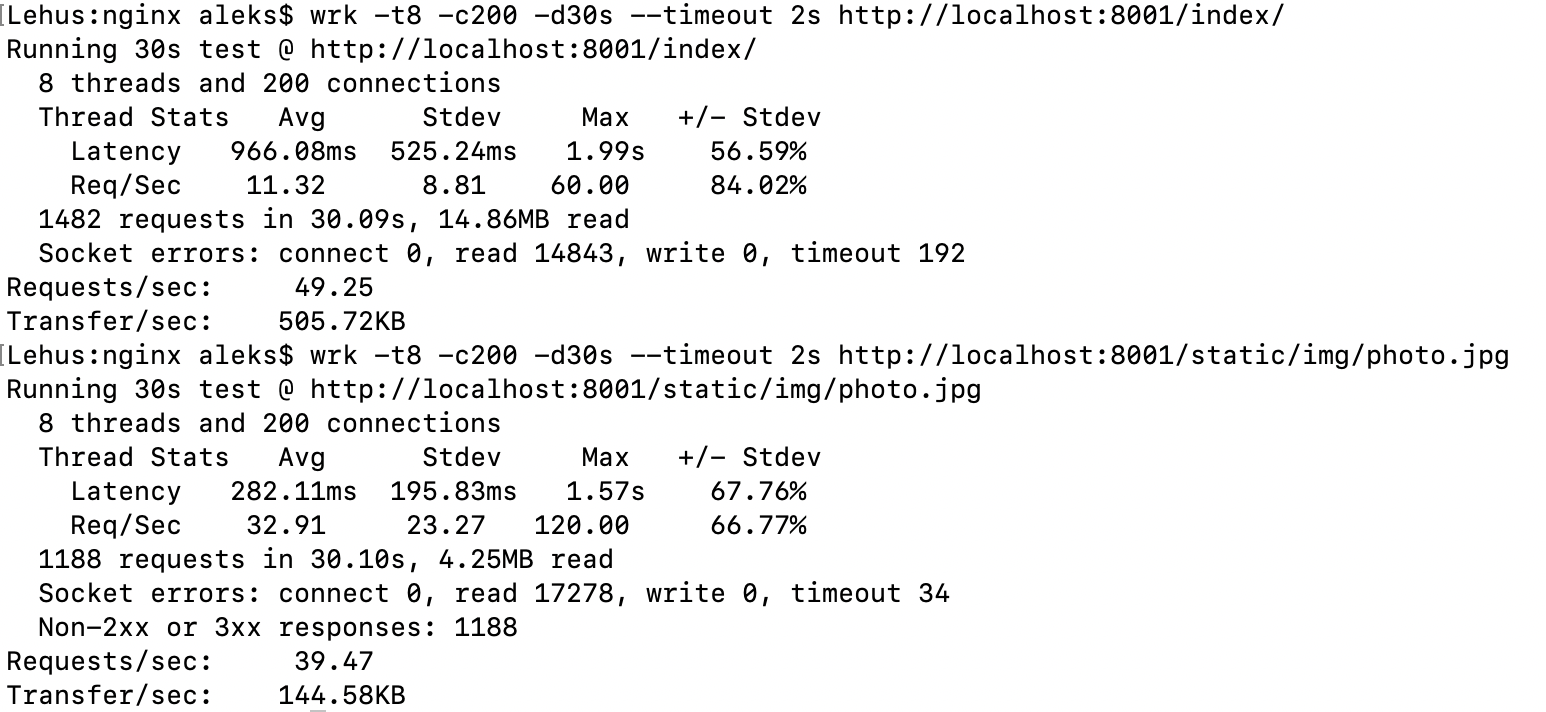 Lehus:nginx aleks$ wrk -t8 -c200 -d30s --timeout 2s http://localhost:8001/index/
Running 30s test @ http://localhost:8001/index/
  8 threads and 200 connections
  Thread Stats   Avg      Stdev     Max   +/- Stdev
    Latency   966.08ms  525.24ms   1.99s    56.59%
    Req/Sec    11.32      8.81    60.00     84.02%
  1482 requests in 30.09s, 14.86MB read
  Socket errors: connect 0, read 14843, write 0, timeout 192
Requests/sec:     49.25
Transfer/sec:    505.72KB
Lehus:nginx aleks$ wrk -t8 -c200 -d30s --timeout 2s http://localhost:8001/static/img/photo.jpg
Running 30s test @ http://localhost:8001/static/img/photo.jpg
  8 threads and 200 connections
  Thread Stats   Avg      Stdev     Max   +/- Stdev
    Latency   282.11ms  195.83ms   1.57s    67.76%
    Req/Sec    32.91     23.27   120.00     66.77%
  1188 requests in 30.10s, 4.25MB read
  Socket errors: connect 0, read 17278, write 0, timeout 34
  Non-2xx or 3xx responses: 1188
Requests/sec:     39.47
Transfer/sec:    144.58KB